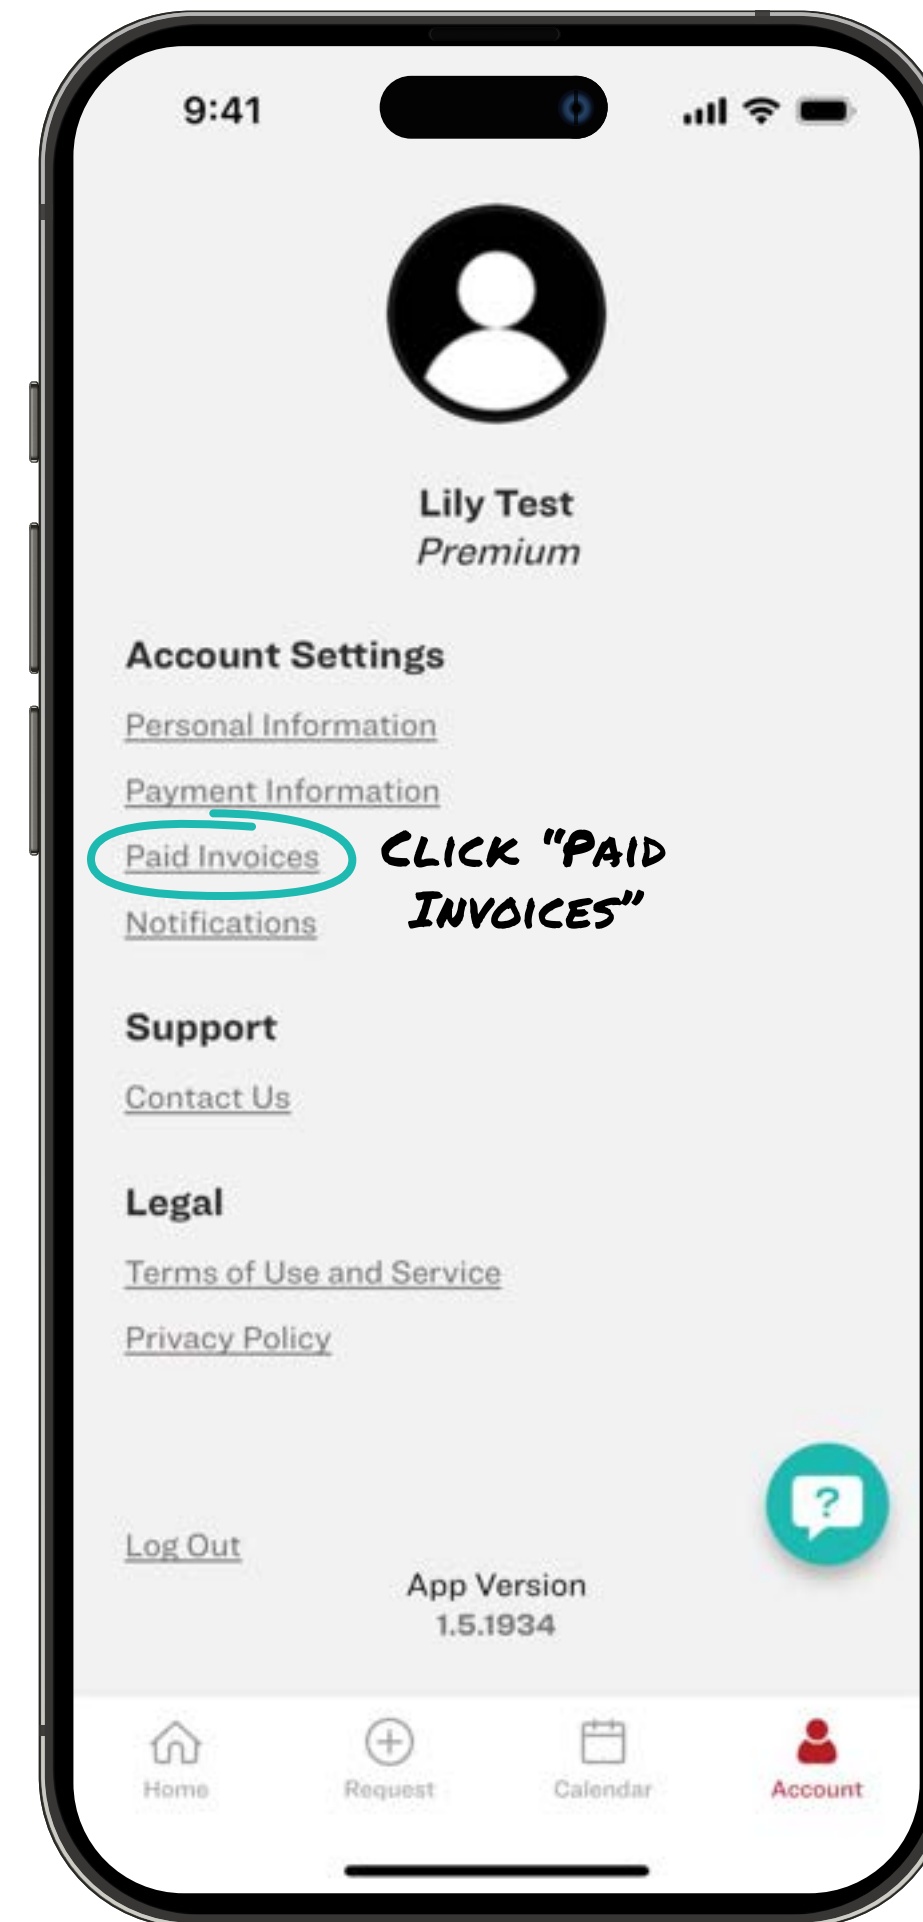 9:41
Lily Test
Premium
Account Settings
Personal Information
Payment Information
Paid Invoices
CLICK "PAID
INVOICES"
Notifications
Support
Contact Us
Legal
Terms of Use and Service
Privacy Policy
?
Log Out
App Version
1.5.1934
Home
Request
Calendar
Account